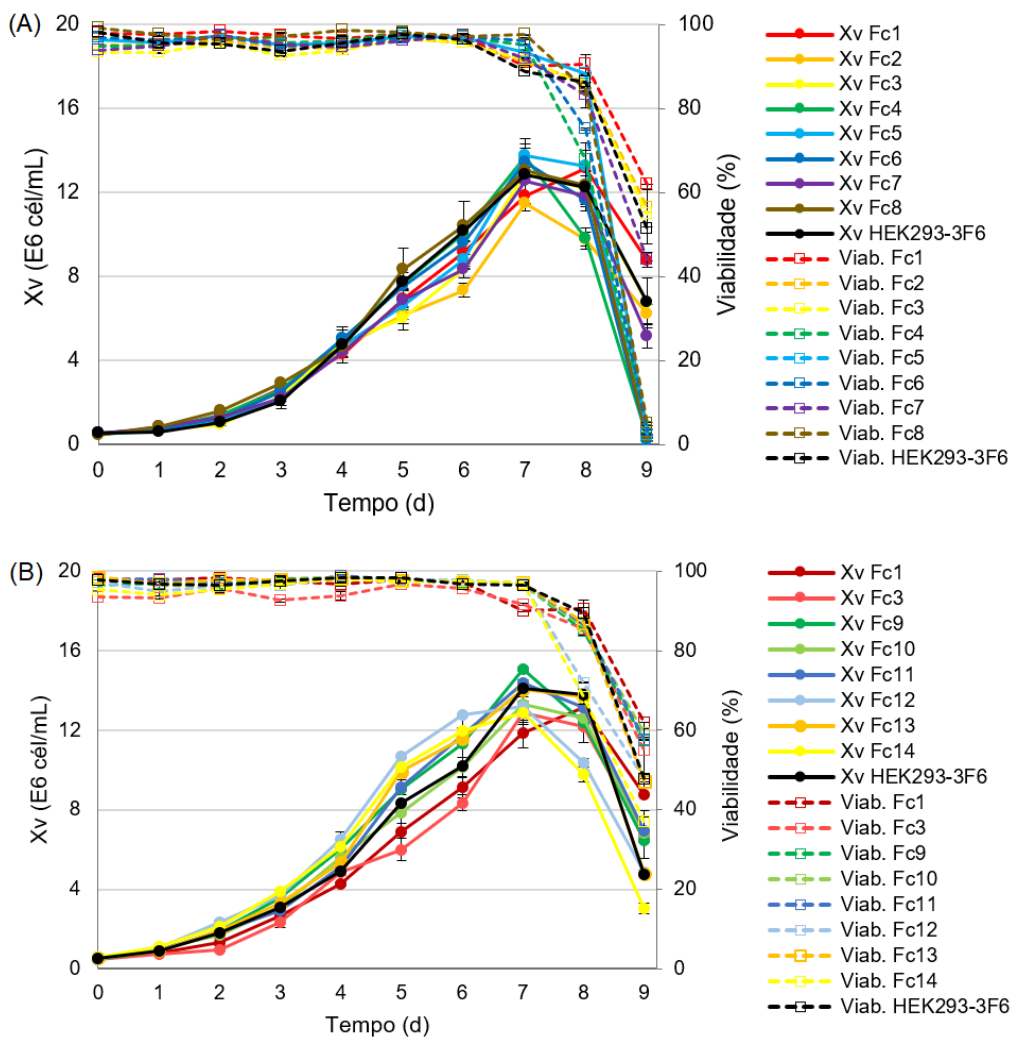 (A)
20
16
12
8
4
0
Xv (E6 cél/mL)
100
80
60
40
20
0
Viabilidade (%)
0 1 2 3 4 5 6 7 8 9
Tempo (d)
Xv Fc1
Xv Fc2
Xv Fc3
Xv Fc4
Xv Fc5
Xv Fc6
Xv Fc7
Xv Fc8
Xv HEK293-3F6
Viab. Fc1
Viab. Fc2
Viab. Fc3
Viab. Fc4
Viab. Fc5
Viab. Fc6
Viab. Fc7
Viab. Fc8
Viab. HEK293-3F6
(B)
20
16
12
8
4
0
Xv (E6 cél/mL)
100
80
60
40
20
0
Viabilidade (%)
0 1 2 3 4 5 6 7 8 9
Tempo (d)
Xv Fc1
Xv Fc3
Xv Fc9
Xv Fc10
Xv Fc11
Xv Fc12
Xv Fc13
Xv Fc14
Xv HEK293-3F6
Viab. Fc1
Viab. Fc3
Viab. Fc9
Viab. Fc10
Viab. Fc11
Viab. Fc12
Viab. Fc13
Viab. Fc14
Viab. HEK293-3F6